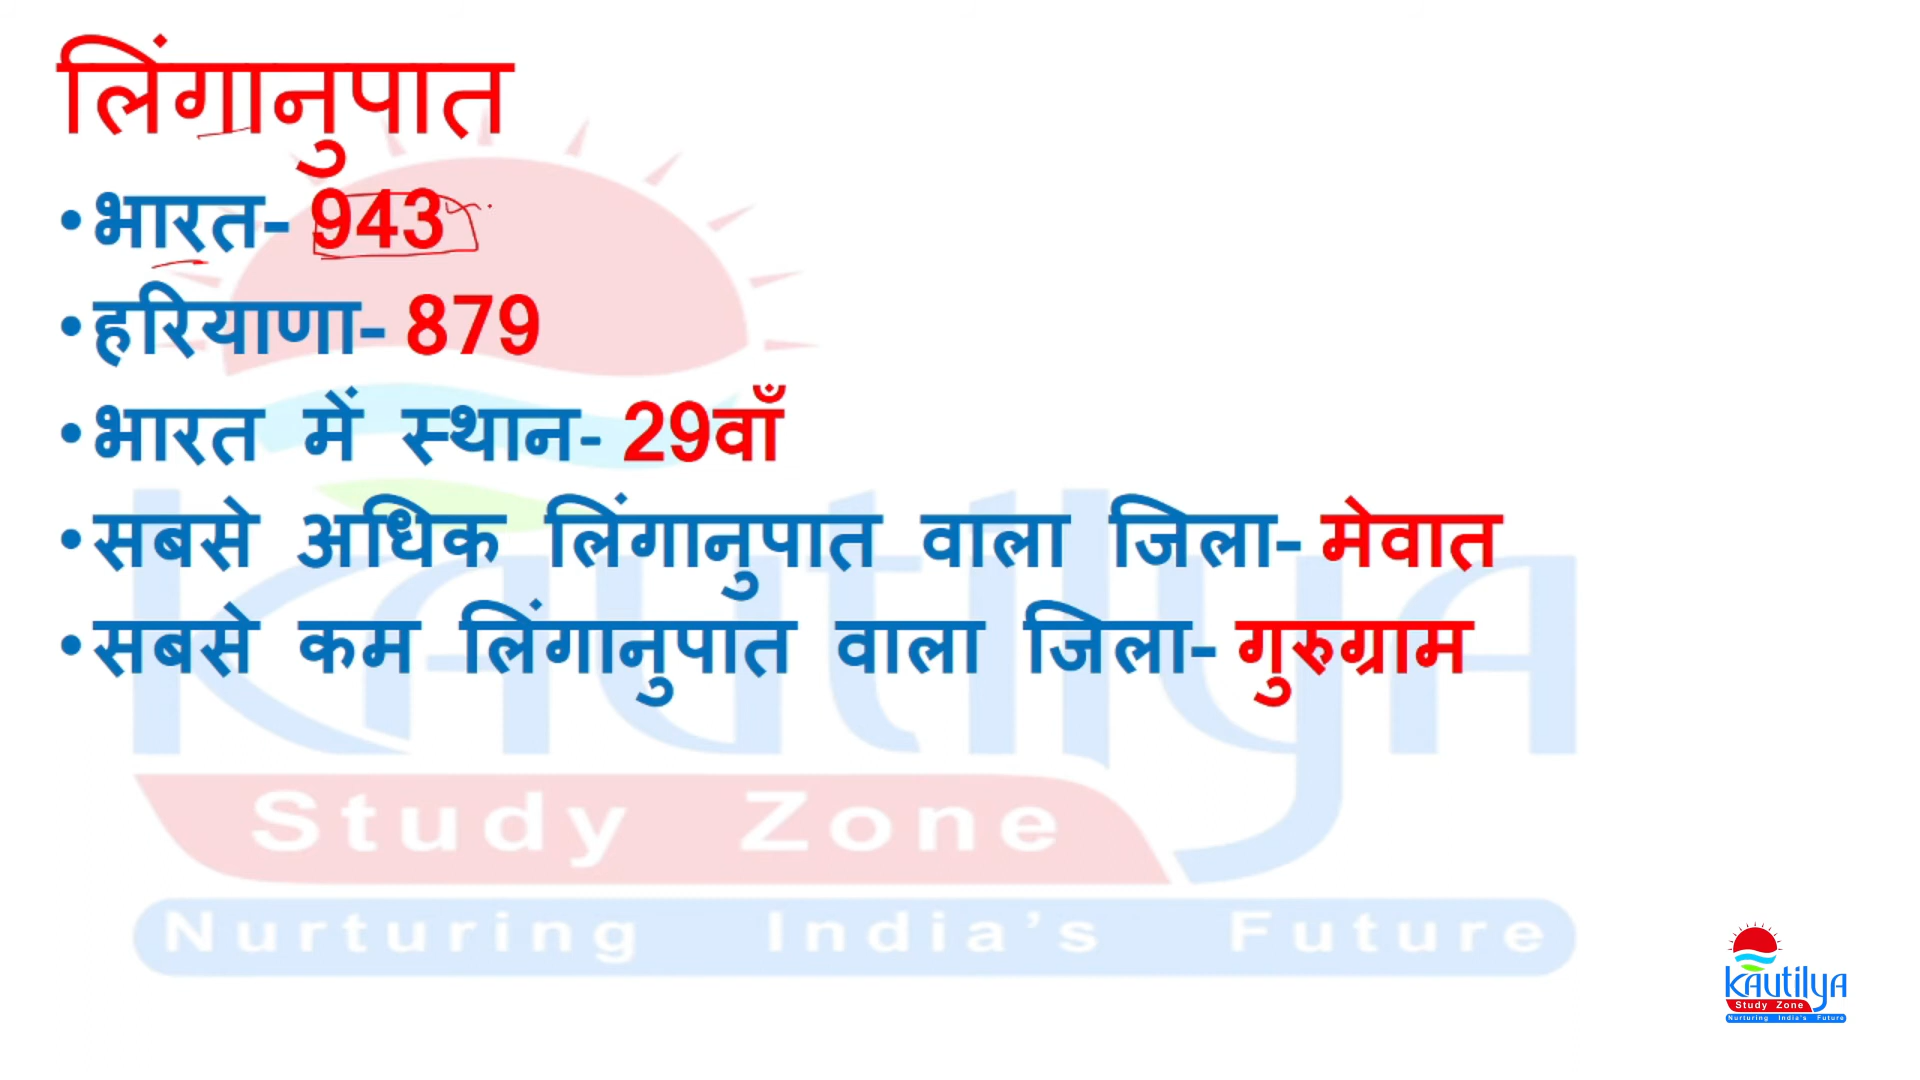 लिंगानुपात
•भारत- 943
•हरियाणा- 879
•भारत में स्थान- 29वाँ
•सबसे अधिक लिंगानुपात वाला जिला- मेवात
•सबसे कम लिंगानुपात वाला जिला- गुरुग्राम
Kautilya
Study Zone
Nurturing India's Future
Kautilya
Study Zone
Nurturing India's Future